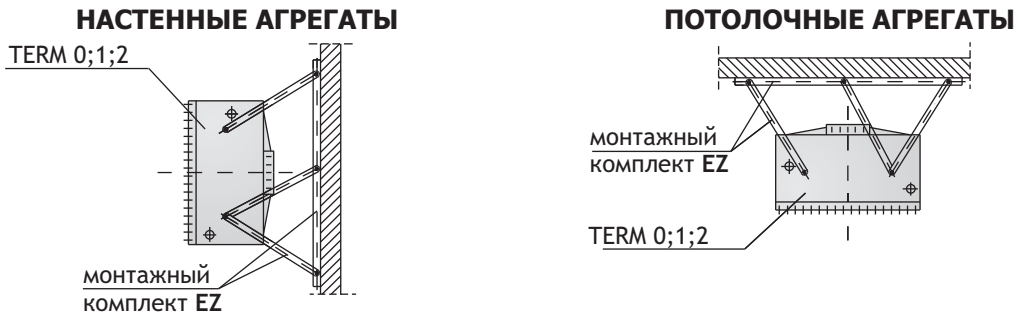 НАСТЕННЫЕ АГРЕГАТЫ
TERM 0;1;2
монтажный
комплект EZ
ПОТОЛОЧНЫЕ АГРЕГАТЫ
монтажный
комплект EZ
TERM 0;1;2